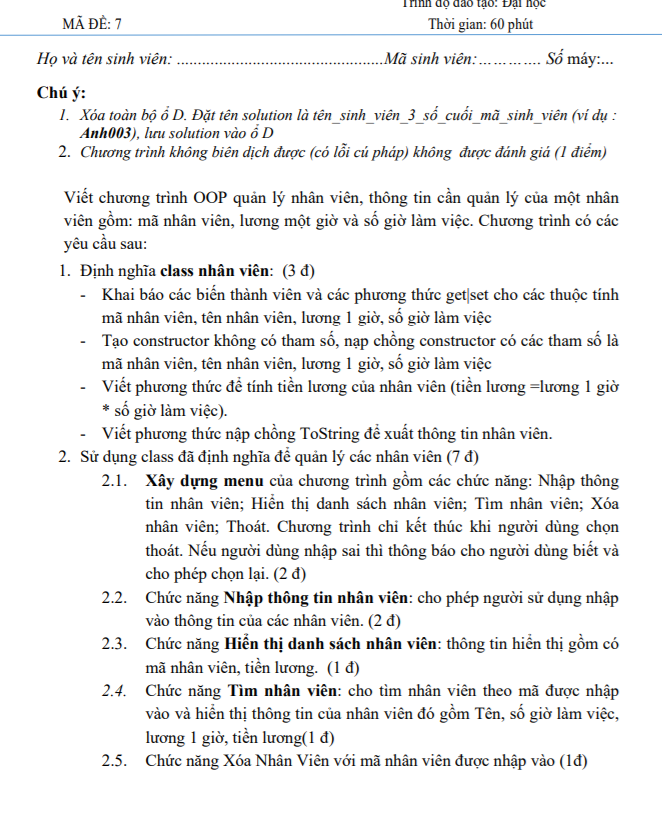 Trình độ đào tạo: Đại học
MÃ ĐỀ: 7 Thời gian: 60 phút
Họ và tên sinh viên: ................................................Mã sinh viên:............... Số máy:...
Chú ý:
1. Xóa toàn bộ ổ D. Đặt tên solution là tên_sinh_viên_3_số_cuối_mã_sinh_viên (ví dụ :
Anh003), lưu solution vào ổ D
2. Chương trình không biên dịch được (có lỗi cú pháp) không được đánh giá (1 điểm)
Viết chương trình OOP quản lý nhân viên, thông tin cần quản lý của một nhân
viên gồm: mã nhân viên, lương một giờ và số giờ làm việc. Chương trình có các
yêu cầu sau:
1. Định nghĩa class nhân viên: (3 đ)
- Khai báo các biến thành viên và các phương thức get|set cho các thuộc tính
mã nhân viên, tên nhân viên, lương 1 giờ, số giờ làm việc
- Tạo constructor không có tham số, nạp chồng constructor có các tham số là
mã nhân viên, tên nhân viên, lương 1 giờ, số giờ làm việc
- Viết phương thức để tính tiền lương của nhân viên (tiền lương =lương 1 giờ
* số giờ làm việc).
- Viết phương thức nập chồng ToString để xuất thông tin nhân viên.
2. Sử dụng class đã định nghĩa để quản lý các nhân viên (7 đ)
2.1. Xây dựng menu của chương trình gồm các chức năng: Nhập thông
tin nhân viên; Hiển thị danh sách nhân viên; Tìm nhân viên; Xóa
nhân viên; Thoát. Chương trình chỉ kết thúc khi người dùng chọn
thoát. Nếu người dùng nhập sai thì thông báo cho người dùng biết và
cho phép chọn lại. (2 đ)
2.2. Chức năng Nhập thông tin nhân viên: cho phép người sử dụng nhập
vào thông tin của các nhân viên. (2 đ)
2.3. Chức năng Hiển thị danh sách nhân viên: thông tin hiển thị gồm có
mã nhân viên, tiền lương. (1 đ)
2.4. Chức năng Tìm nhân viên: cho tìm nhân viên theo mã được nhập
vào và hiển thị thông tin của nhân viên đó gồm Tên, số giờ làm việc,
lương 1 giờ, tiền lương(1 đ)
2.5. Chức năng Xóa Nhân Viên với mã nhân viên được nhập vào (1đ)